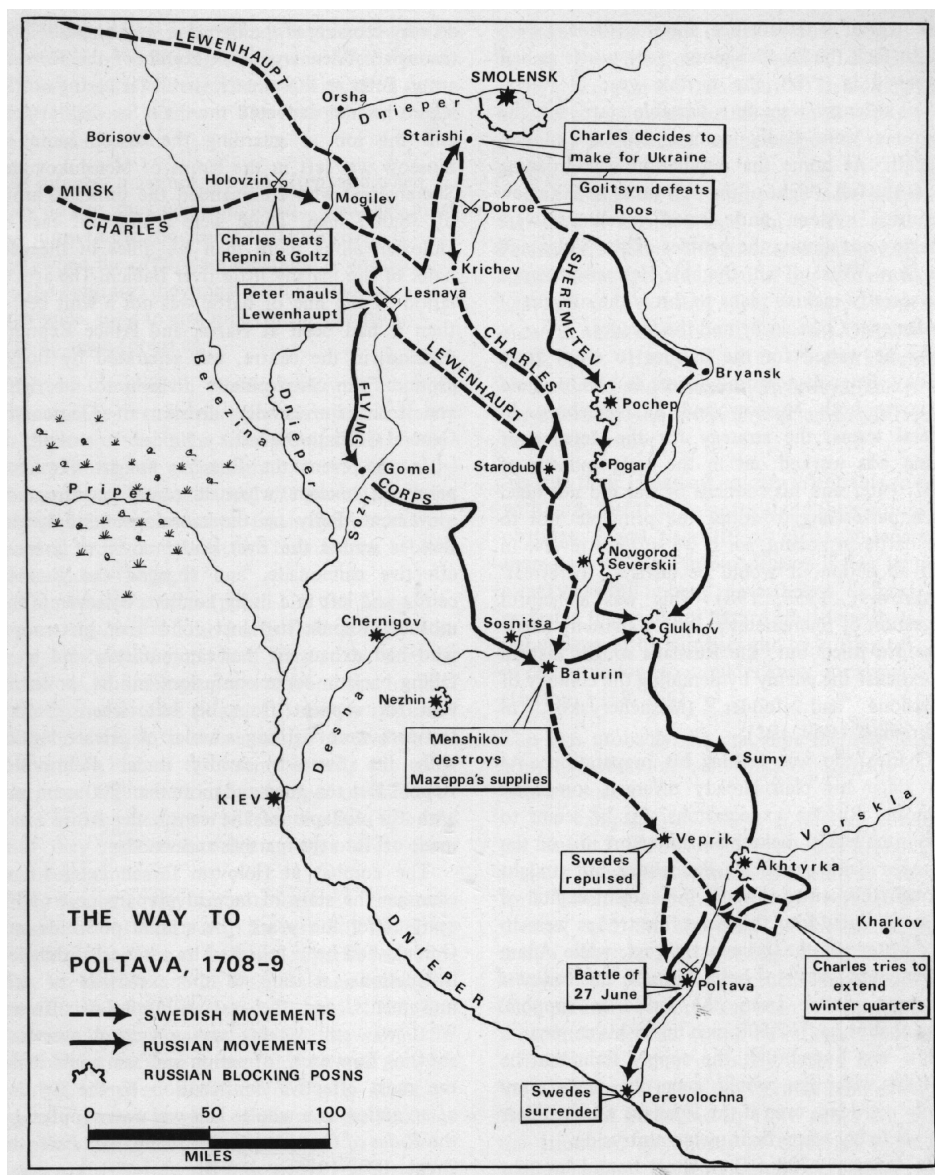 LEWENHAUPT
SMOLENSK
Orsha
Dnieper
Borisov
Starishi
Charles decides to
make for Ukraine
MINSK
Holovzin
Mogilev
Dobroe
Golitsyn defeats
Roos
CHARLES
Charles beats
Repnin & Goltz
Krichev
SHEREMETEV
Peter mauls
Lewenhaupt
Lesnaya
CHARLES
LEWENHAUPT
Beresina
Dnieper
FLYING
CORPS
Bryansk
Pochep
Starodub
Pogar
Gomel
Pripet
Sozh
Novgorod
Severskii
Chernigov
Sosnitsa
Glukhov
Baturin
Desna
Nezhin
Menshikov
destroys
Mazeppa's supplies
Sumy
KIEV
Vorskla
Veprik
Swedes
repulsed
Akhtyrka
Kharkov
THE WAY TO
POLTAVA, 1708-9
DNIEPER
Battle of
27 June
Poltava
Charles tries to
extend
winter quarters
SWEDISH MOVEMENTS
RUSSIAN MOVEMENTS
RUSSIAN BLOCKING POSNS
Swedes
surrender
Perevolochna
0 50 100
MILES